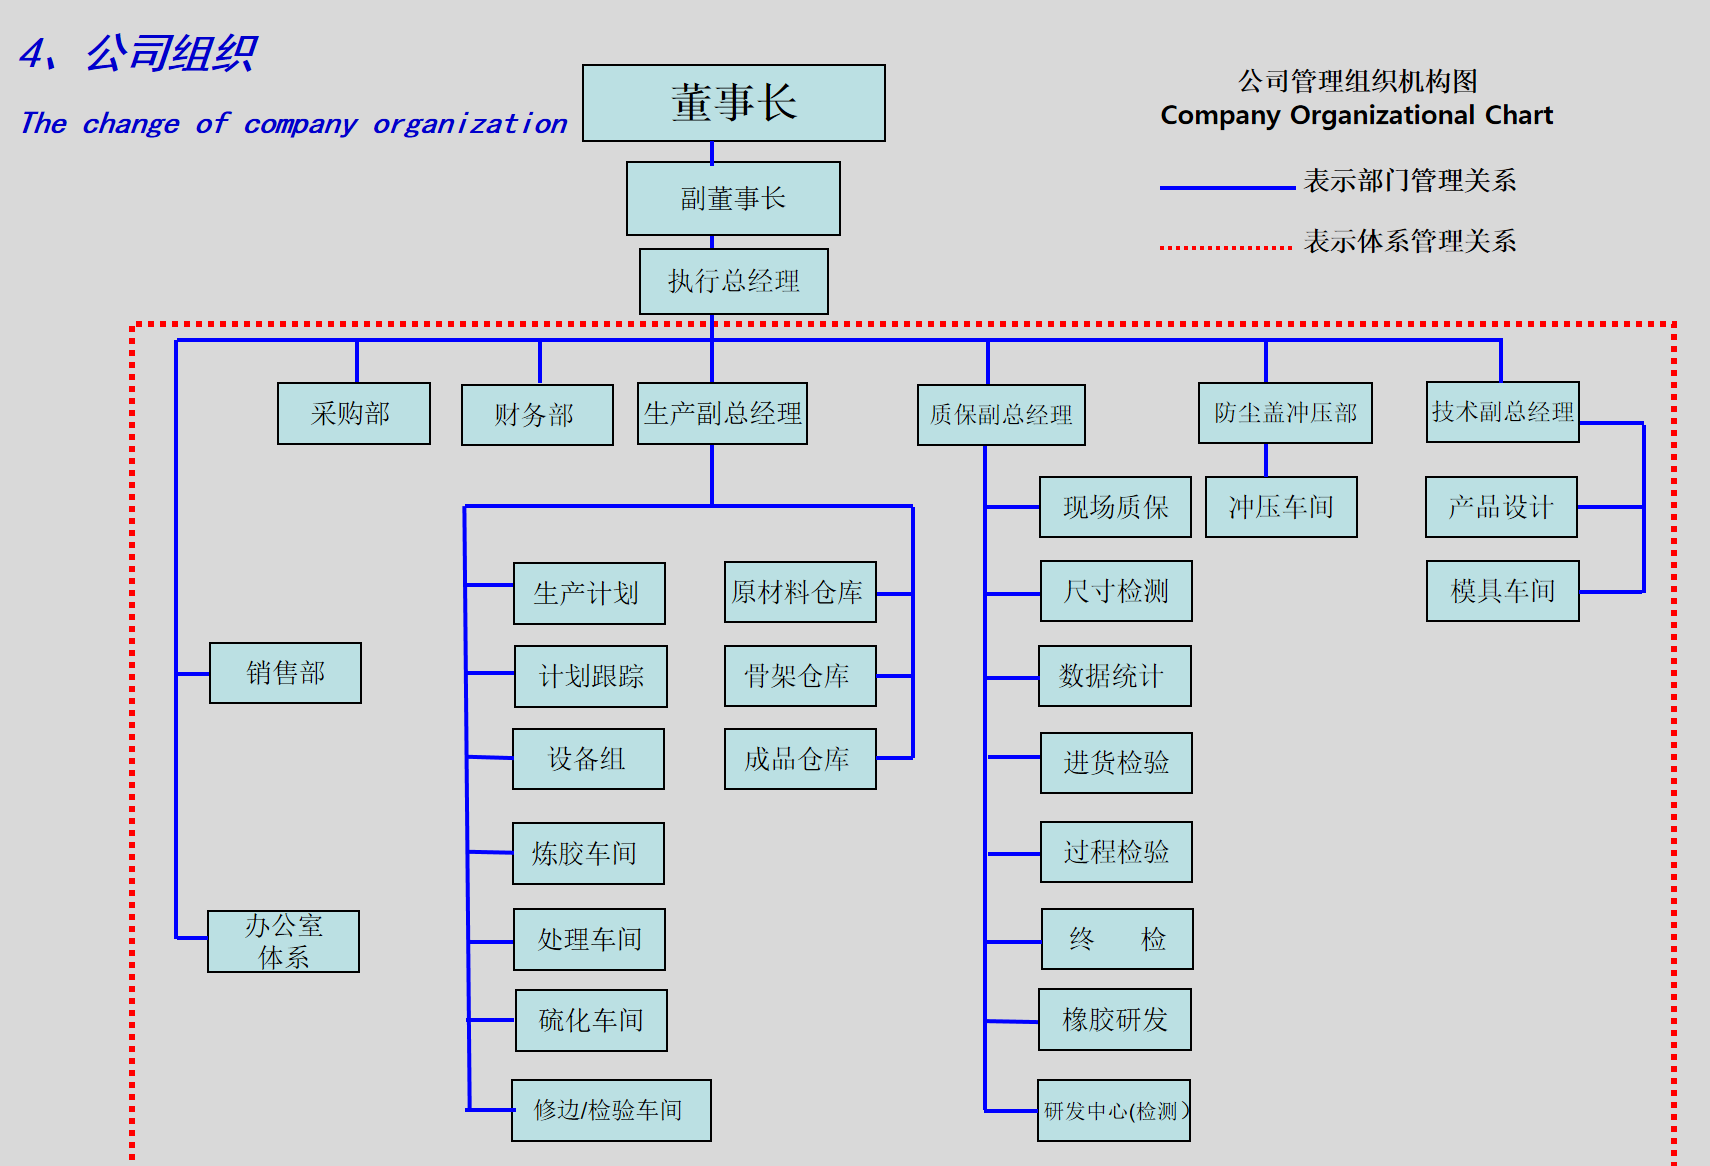 4、公司组织
The change of company organization
公司管理组织机构图
Company Organizational Chart
表示部门管理关系
表示体系管理关系
董事长
副董事长
执行总经理
采购部
财务部
生产副总经理
质保副总经理
防尘盖冲压部
技术副总经理
现场质保
冲压车间
产品设计
生产计划
原材料仓库
尺寸检测
模具车间
销售部
计划跟踪
骨架仓库
数据统计
设备组
成品仓库
进货检验
炼胶车间
过程检验
办公室
体系
处理车间
终 检
硫化车间
橡胶研发
修边/检验车间
研发中心(检测）